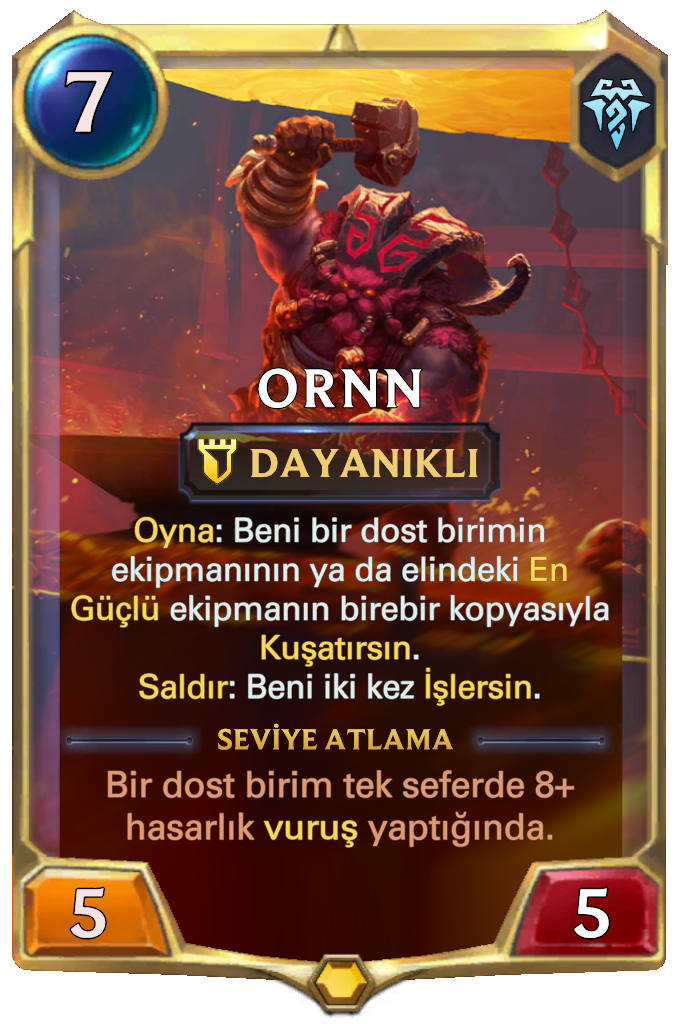 7
ORNN
DAYANIKLI
Oyna: Beni bir dost birimin
ekipmanının ya da elindeki En
Güçlü ekipmanın birebir kopyasıyla
Kuşatırsın.
Saldır: Beni iki kez İşlersin.
SEVİYE ATLAMA
Bir dost birim tek seferde 8+
hasarlık vuruş yaptığında.
5
5